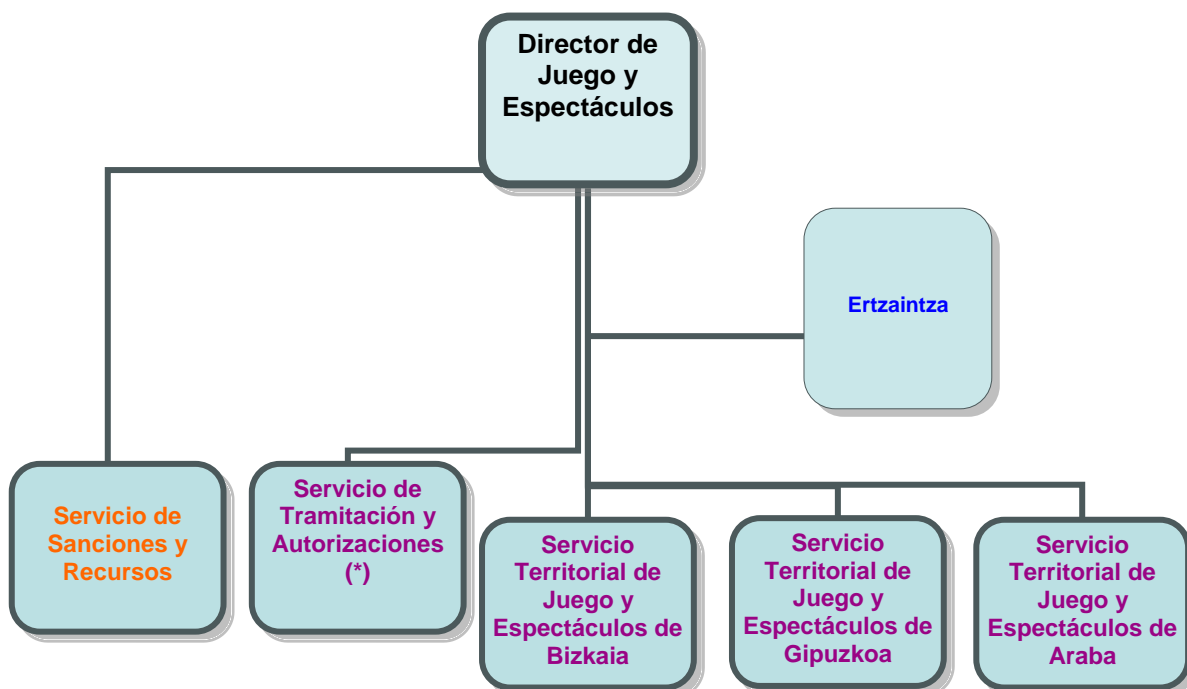 Director de
Juego y
Espectáculos
Ertzaintza
Servicio de
Sanciones y
Recursos
Servicio de
Tramitación y
Autorizaciones
(*)
Servicio
Territorial de
Juego y
Espectáculos de
Bizkaia
Servicio
Territorial de
Juego y
Espectáculos de
Gipuzkoa
Servicio
Territorial de
Juego y
Espectáculos de
Araba